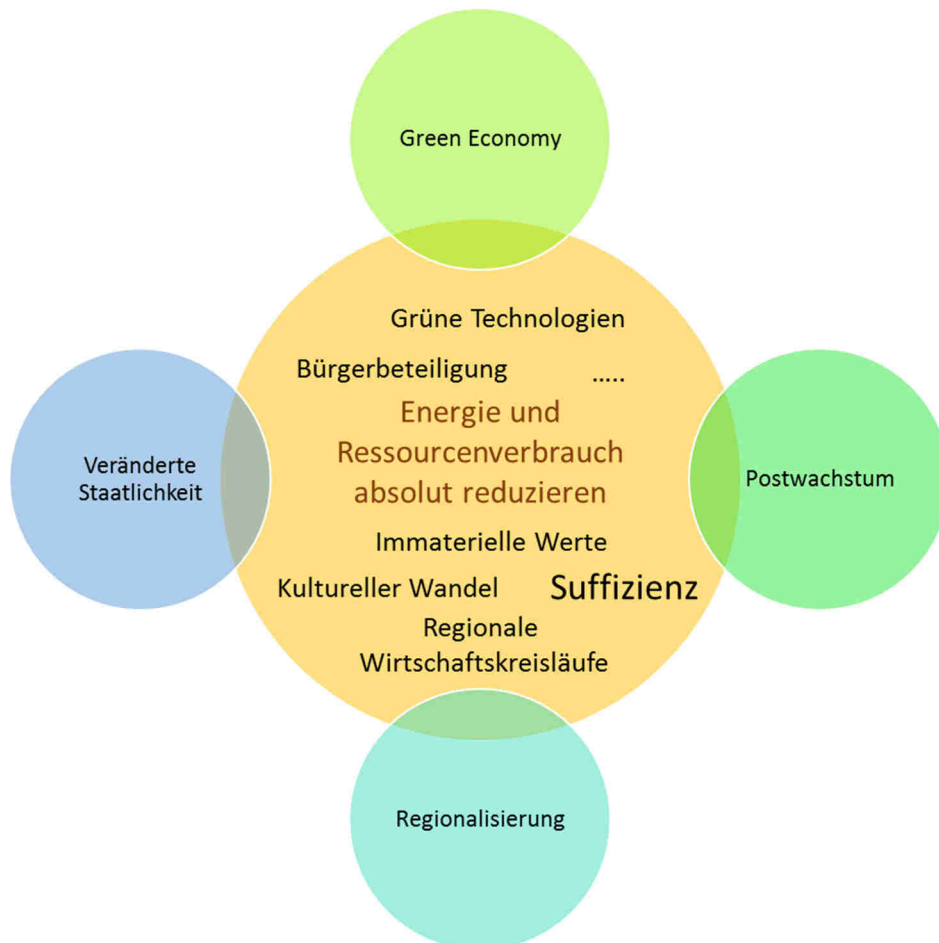 Green Economy
Grüne Technologien
Bürgerbeteiligung .....
Energie und
Ressourcenverbrauch
absolut reduzieren
Veränderte
Staatlichkeit
Postwachstum
Immaterielle Werte
Kultureller Wandel Suffizienz
Regionale
Wirtschaftskreisläufe
Regionalisierung